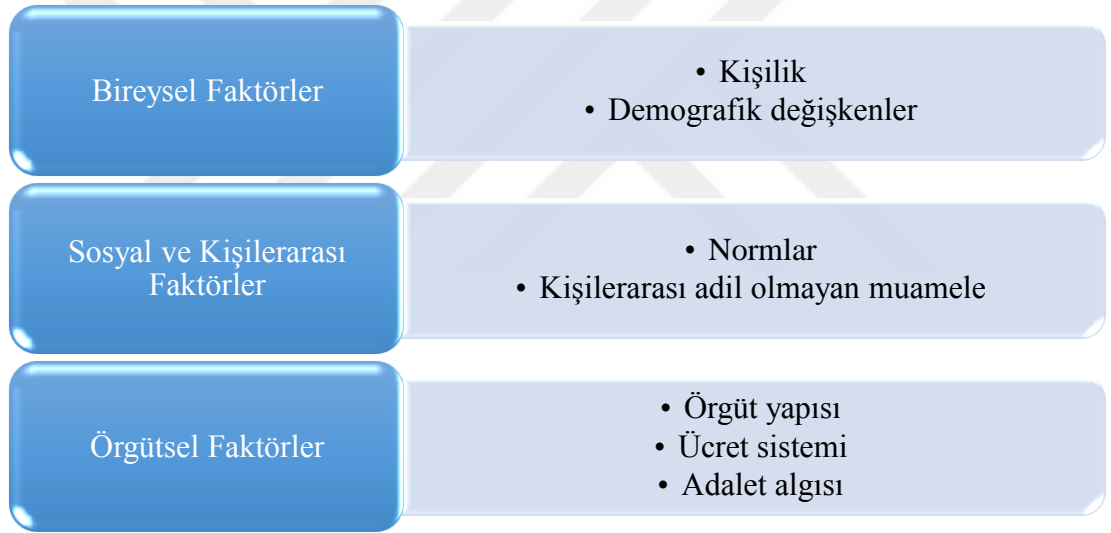 Bireysel Faktörler
• Kişilik
• Demografik değişkenler
Sosyal ve Kişilerarası
Faktörler
• Normlar
• Kişilerarası adil olmayan muamele
Örgütsel Faktörler
• Örgüt yapısı
• Ücret sistemi
• Adalet algısı